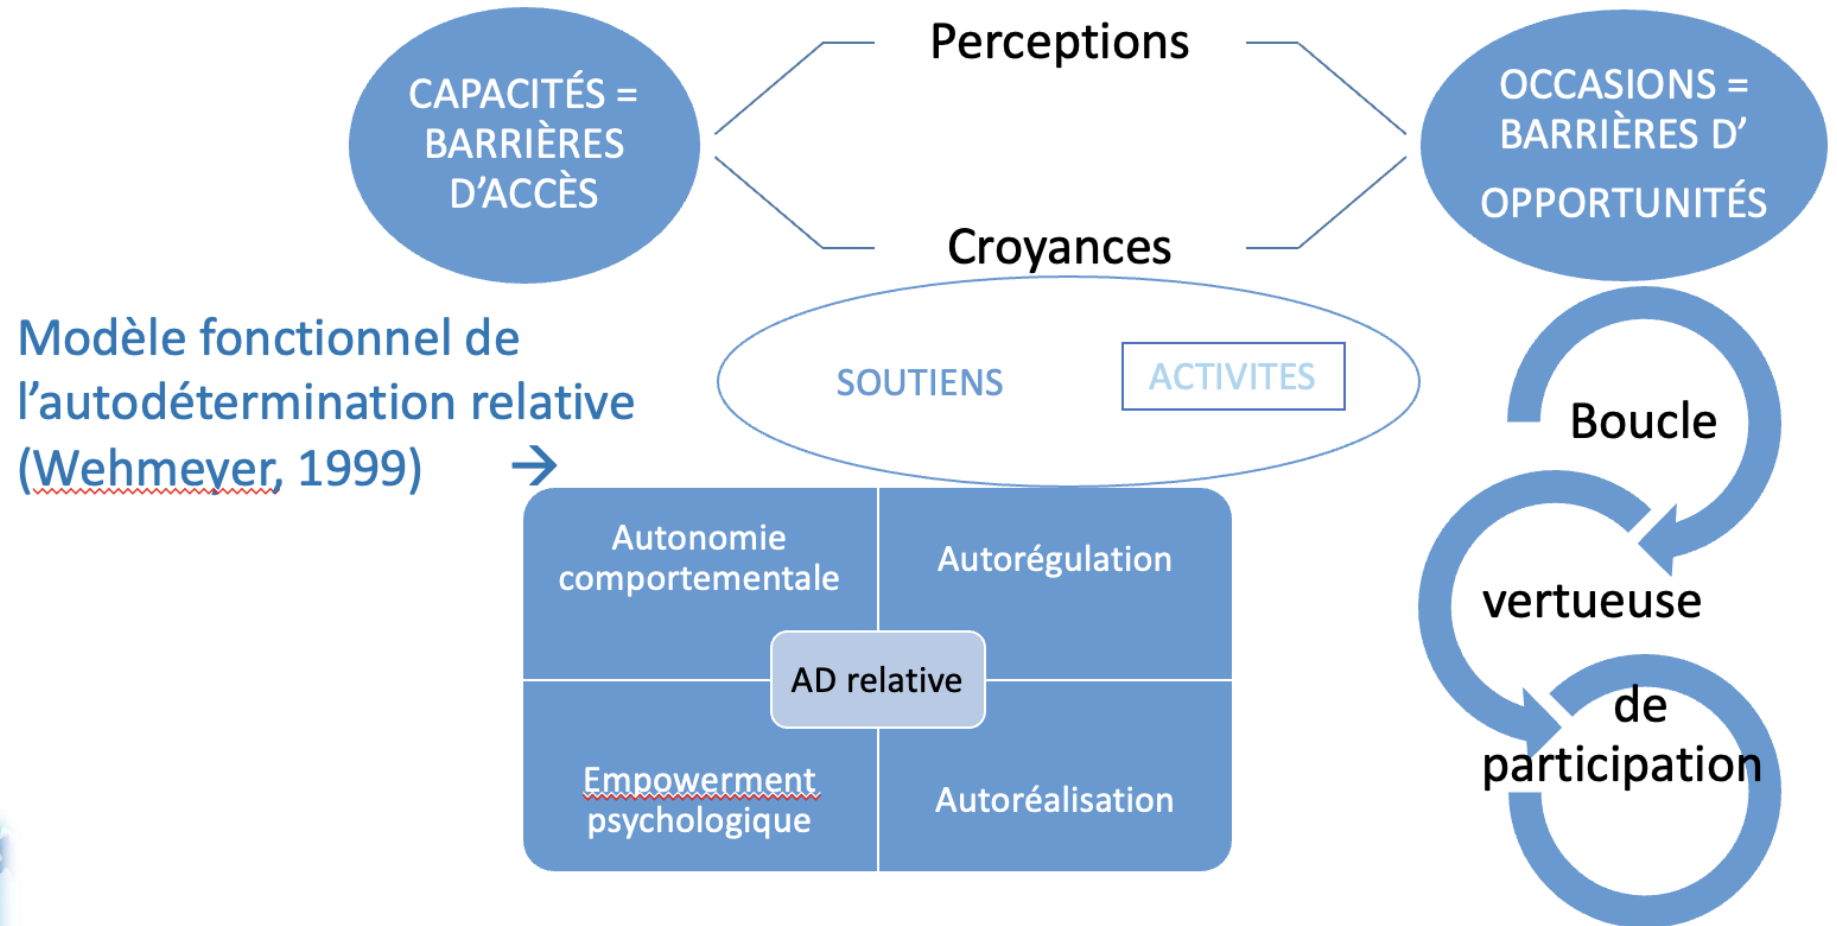 CAPACITÉS =
BARRIÈRES
D’ACCÈS
Perceptions
Croyances
OCCASIONS =
BARRIÈRES D’
OPPORTUNITÉS
Modèle fonctionnel de
l’autodétermination relative
(Wehmeyer, 1999) →
SOUTIENS
ACTIVITES
Autonomie
comportementale
Autorégulation
AD relative
Empowerment
psychologique
Autoréalisation
Boucle
vertueuse
de
participation